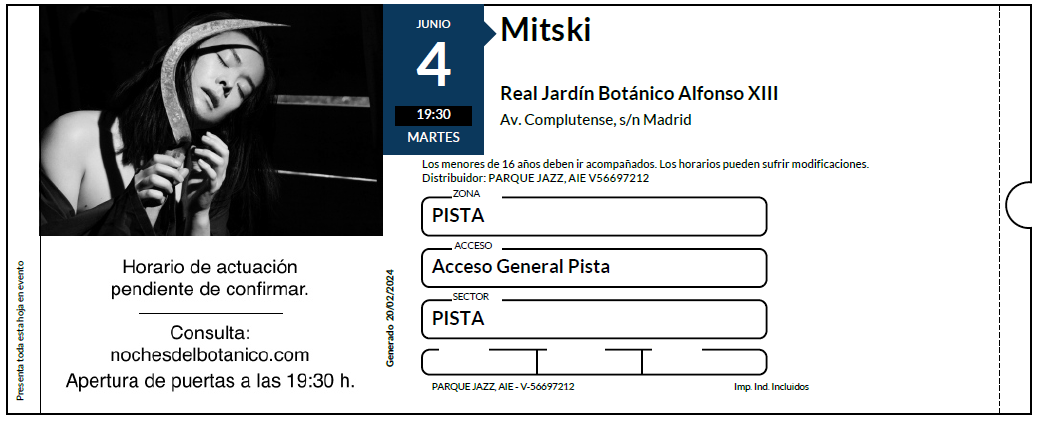 Presenta toda esta hoja en evento
Horario de actuación
pendiente de confirmar.
Consulta:
nochesdelbotanico.com
Apertura de puertas a las 19:30 h.
Generado 20/02/2024
JUNIO
4
19:30
MARTES
Mitski
Real Jardín Botánico Alfonso XIII
Av. Complutense, s/n Madrid
Los menores de 16 años deben ir acompañados. Los horarios pueden sufrir modificaciones.
Distribuidor: PARQUE JAZZ, AIE V56697212
ZONA
PISTA
ACCESO
Acceso General Pista
SECTOR
PISTA
PARQUE JAZZ, AIE - V-56697212
Imp. Ind. Incluidos